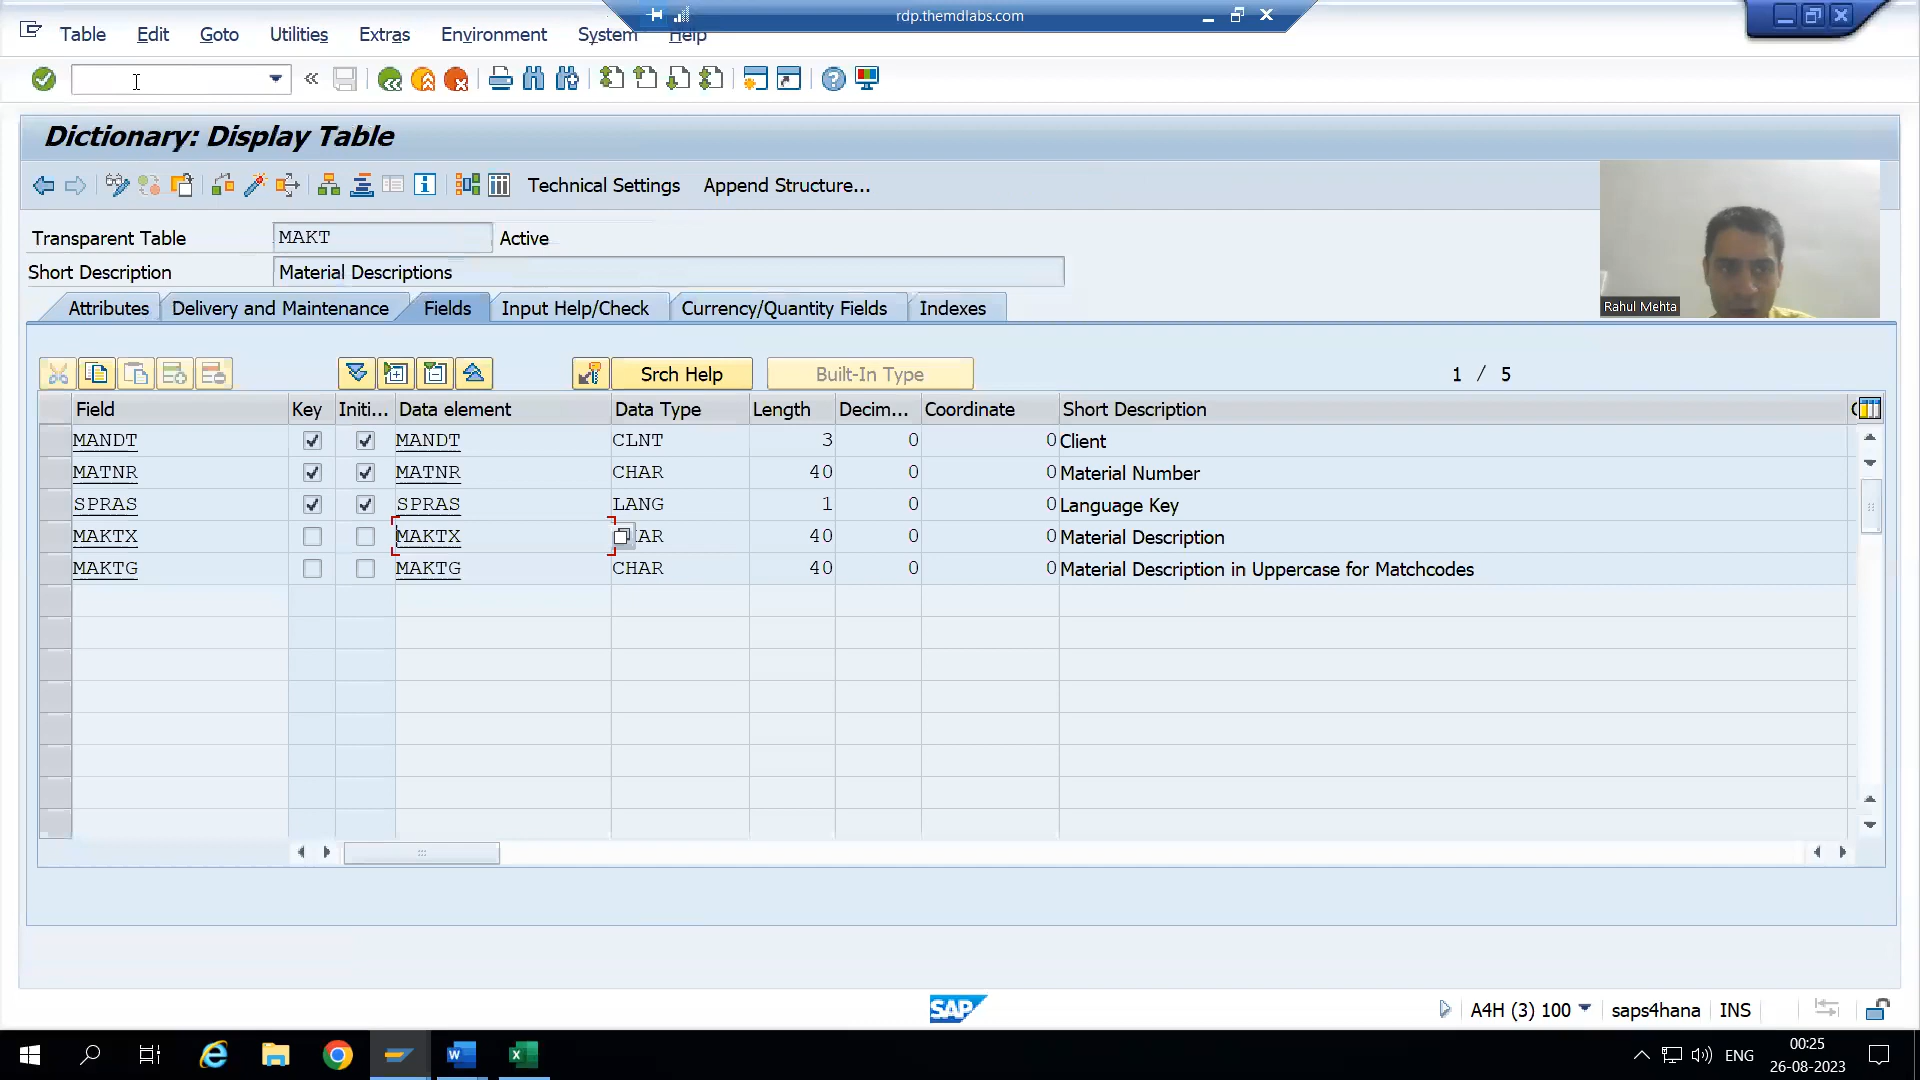 rdp.themdlabs.com
Table Edit Goto Utilities Extras Environment System Help
Dictionary: Display Table
Technical Settings Append Structure...
Transparent Table MAKT Active
Short Description Material Descriptions
Rahul Mehta
Attributes Delivery and Maintenance Fields Input Help/Check Currency/Quantity Fields Indexes
Srch Help Built-In Type 1 / 5
Field Key Initi... Data element Data Type Length Decim... Coordinate Short Description
MANDT MANDT CLNT 3 0 0 Client
MATNR MATNR CHAR 40 0 0 Material Number
SPRAS SPRAS LANG 1 0 0 Language Key
MAKTX MAKTX AR 40 0 0 Material Description
MAKTG MAKTG CHAR 40 0 0 Material Description in Uppercase for Matchcodes
SAP A4H (3) 100 saps4hana INS
ENG 00:25
26-08-2023